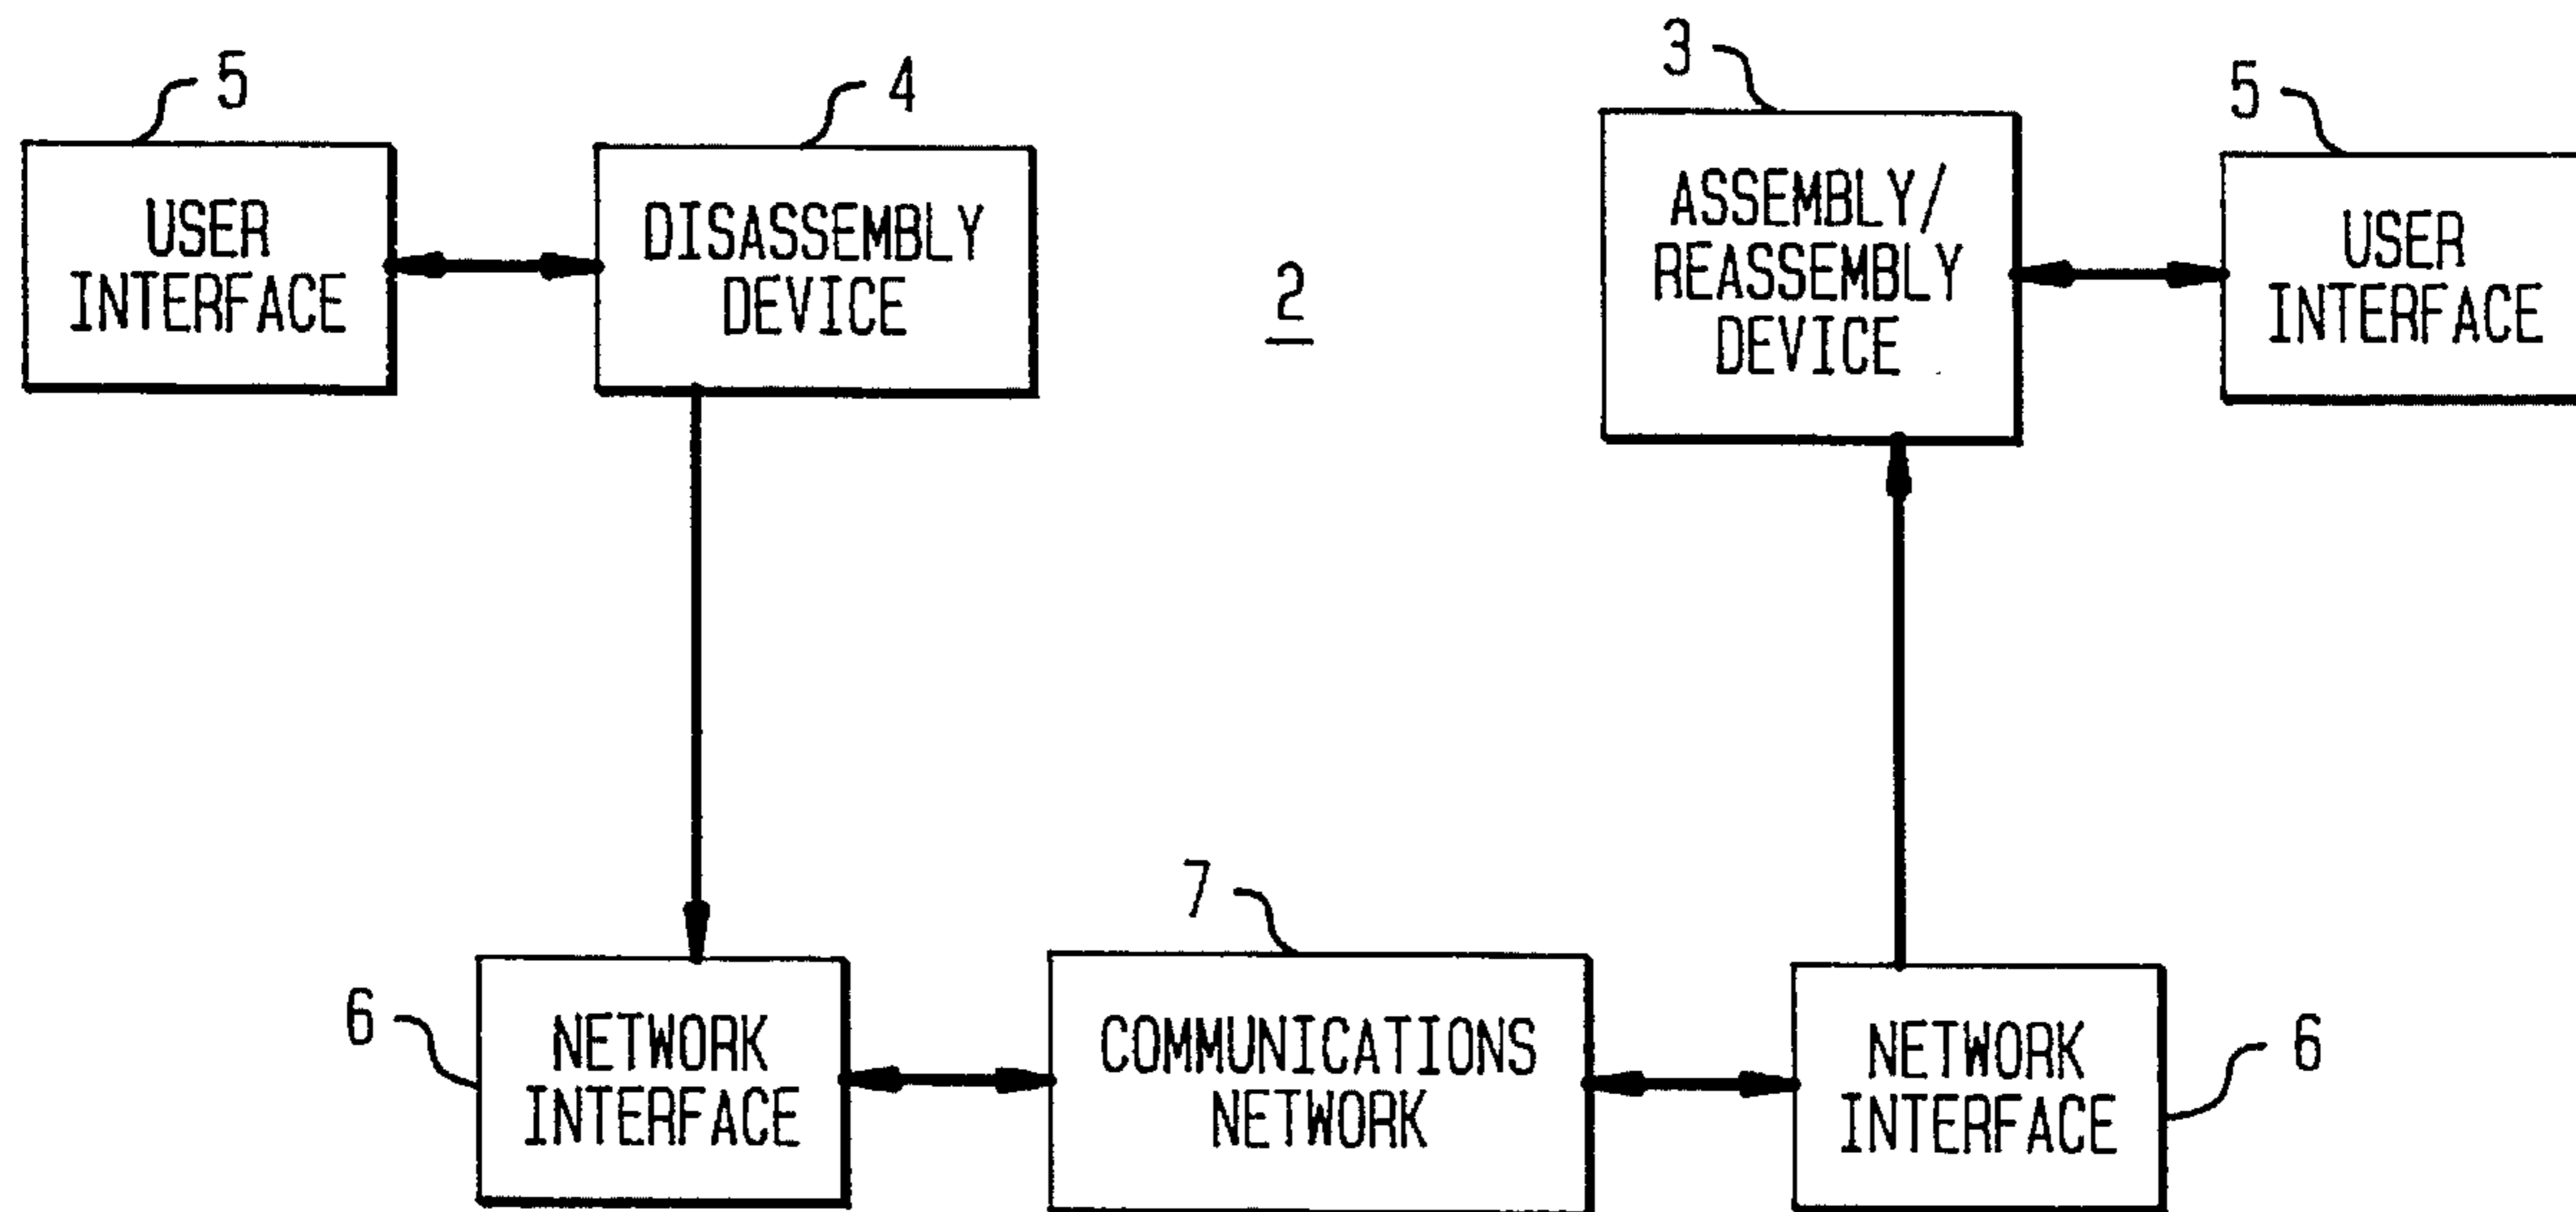 5
USER
INTERFACE
4
DISASSEMBLY
DEVICE
2
3
ASSEMBLY/
REASSEMBLY
DEVICE
5
USER
INTERFACE
6
NETWORK
INTERFACE
7
COMMUNICATIONS
NETWORK
NETWORK
INTERFACE
6